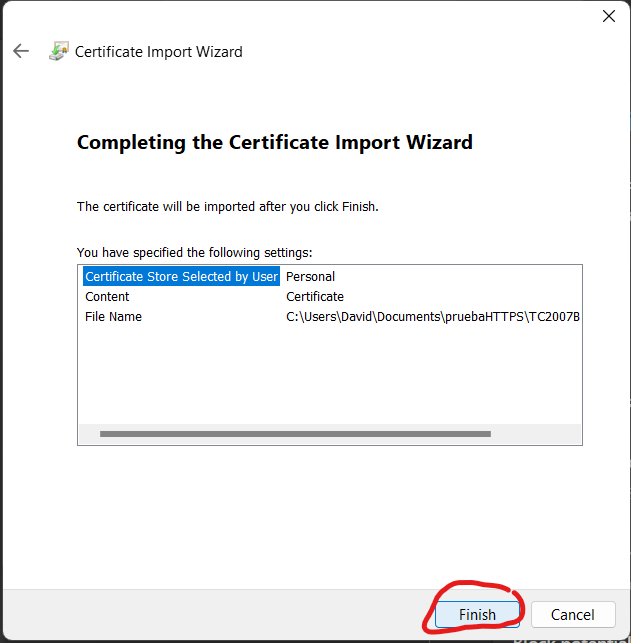 Certificate Import Wizard
Completing the Certificate Import Wizard
The certificate will be imported after you click Finish.
You have specified the following settings:
Certificate Store Selected by User Personal
Content Certificate
File Name C:\Users\David\Documents\pruebaHTTPS\TC2007B
Finish Cancel